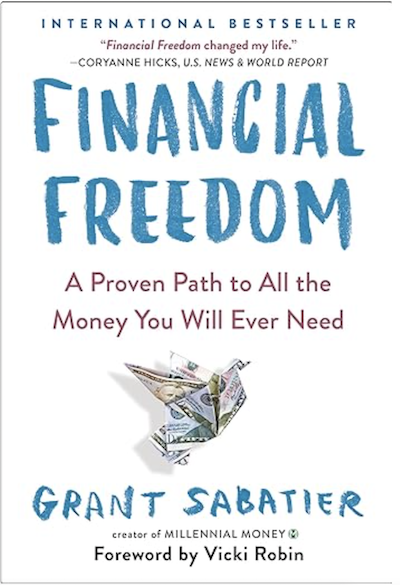 INTERNATIONAL BESTSELLER
“Financial Freedom changed my life.”
—CORYANNE HICKS, U.S. NEWS & WORLD REPORT
FINANCIAL
FREEDOM
A Proven Path to All the
Money You Will Ever Need
GRANT SABATIER
creator of MILLENNIAL MONEY
Foreword by Vicki Robin